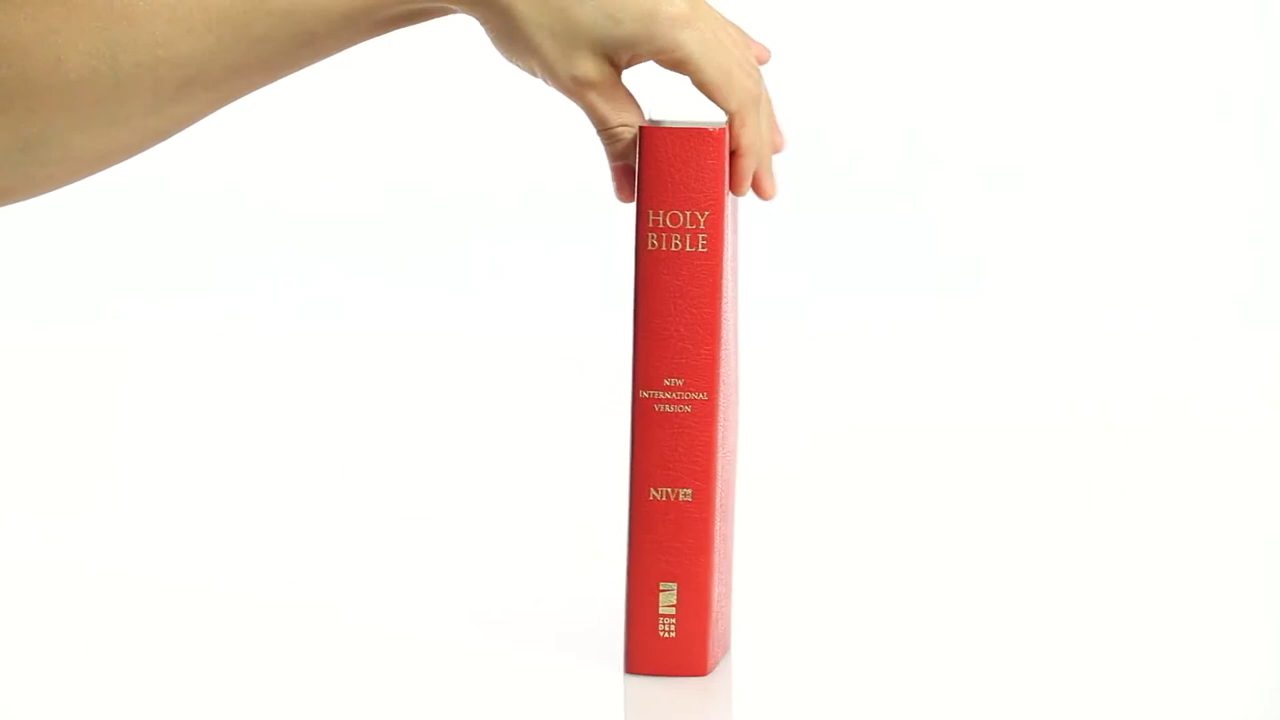 HOLY
BIBLE
NEW
INTERNATIONAL
VERSION
NIV
ZON
DER
VAN